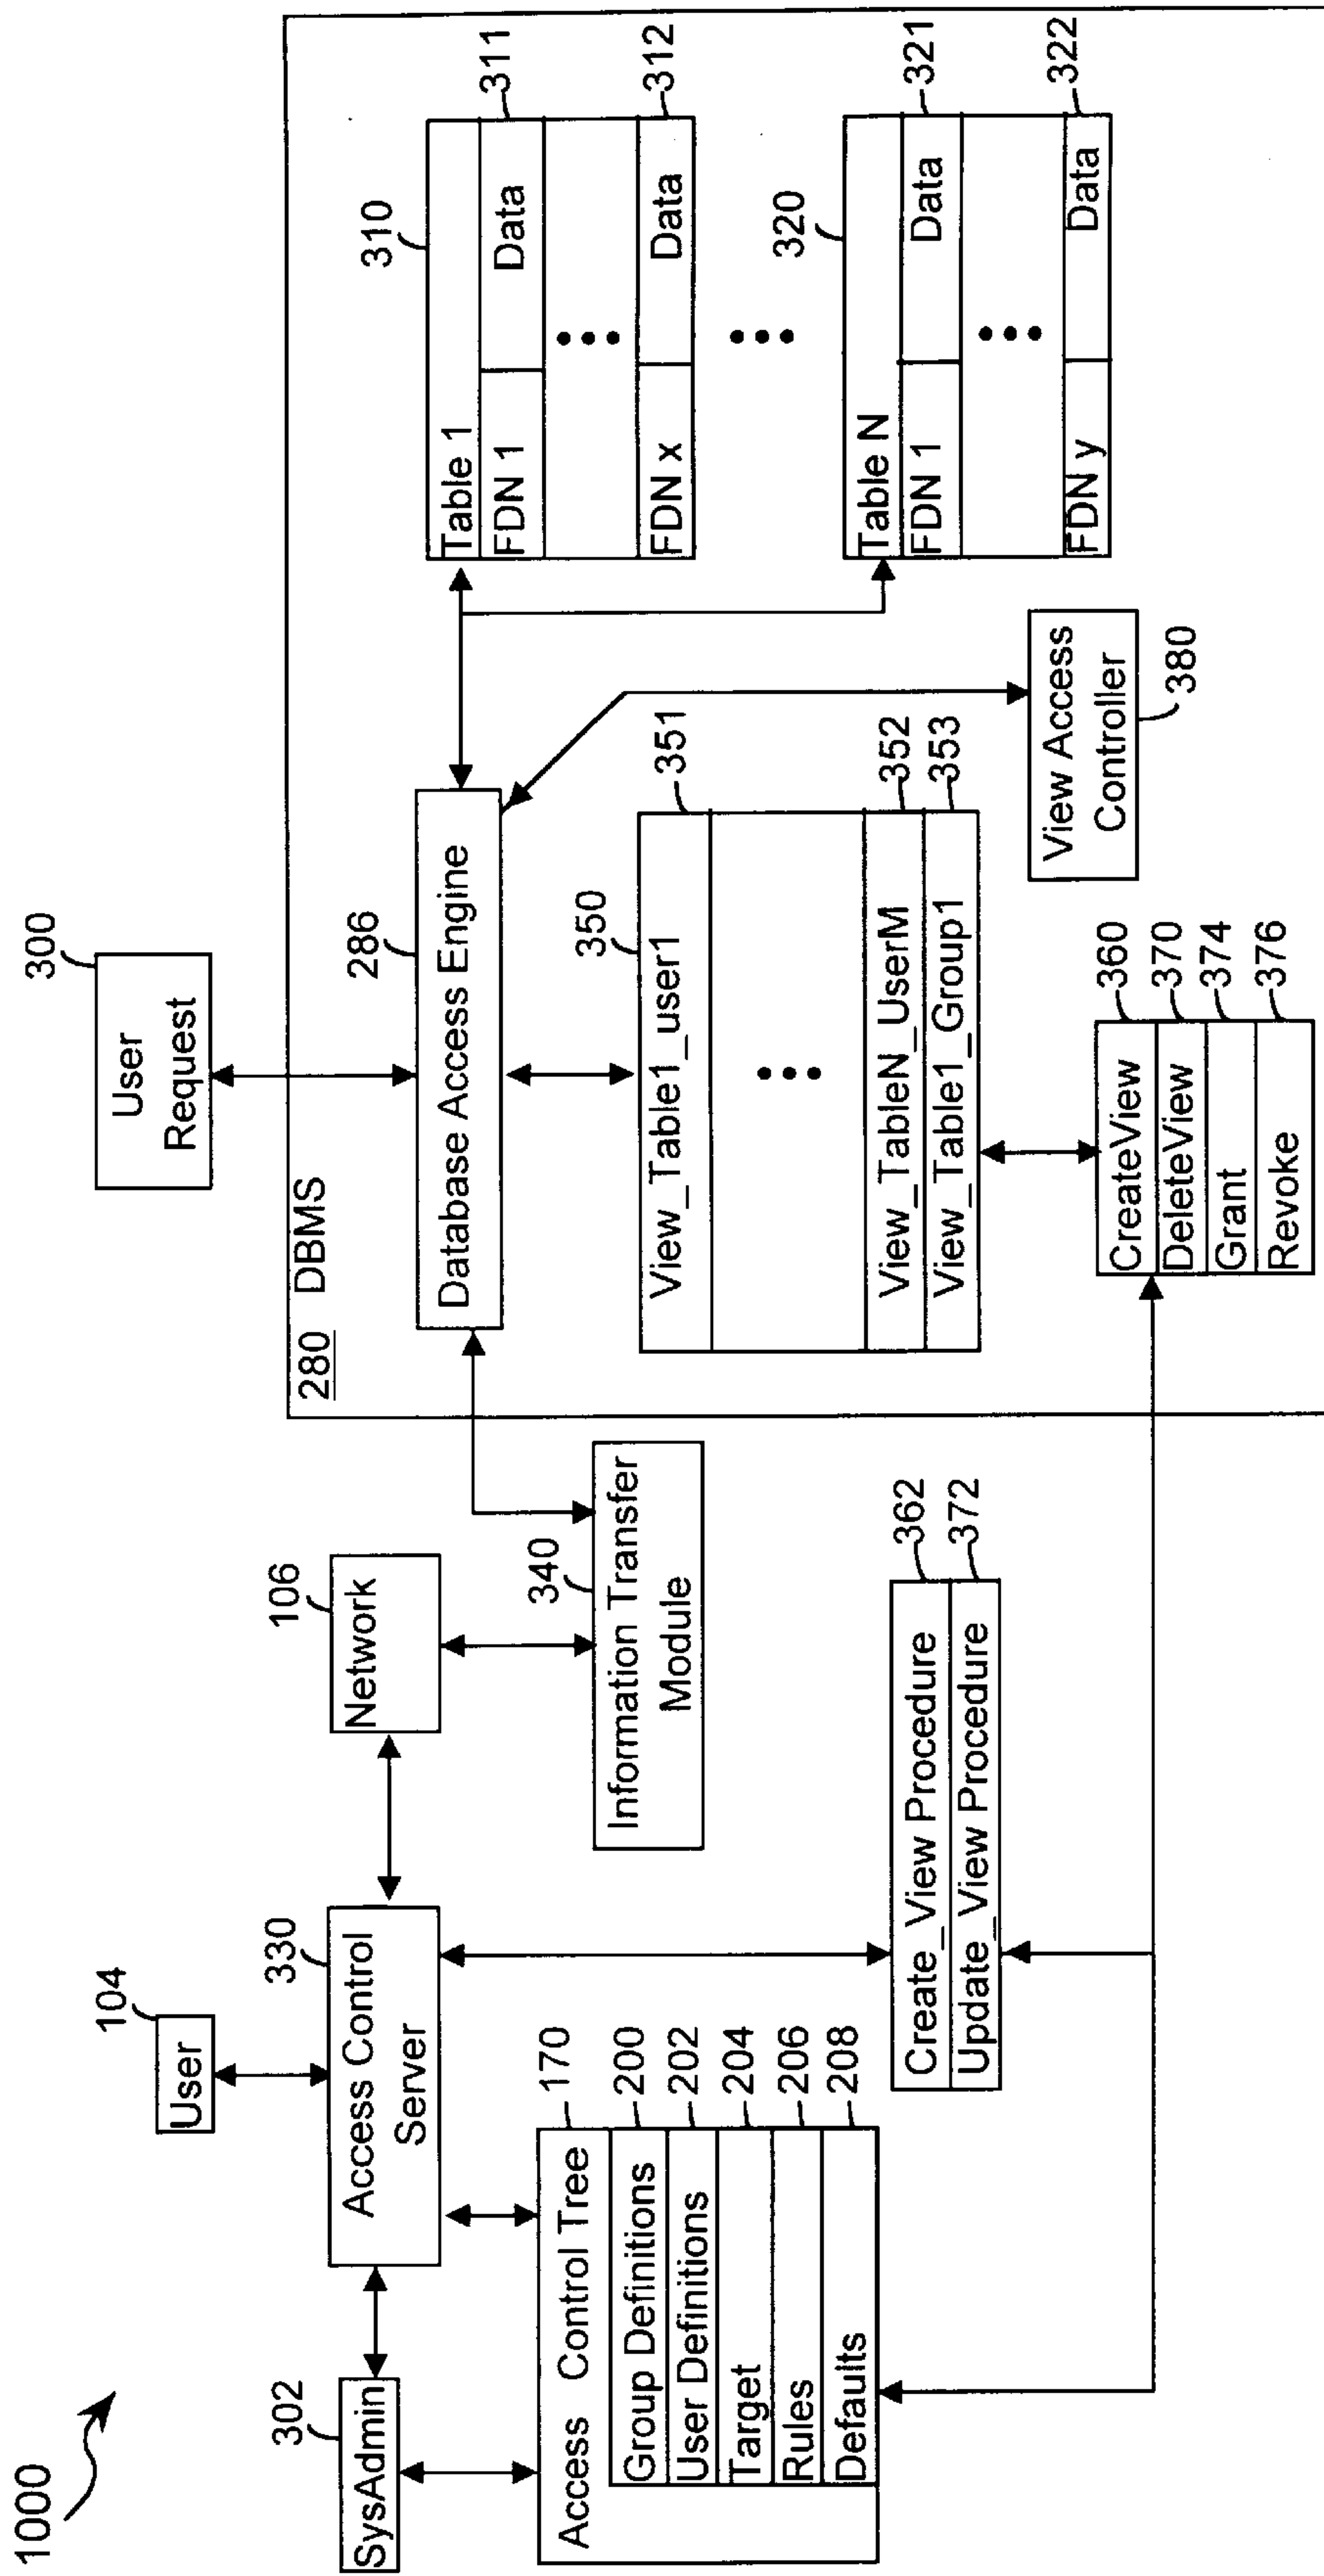 1000
302
SysAdmin
104
User
330
Access Control
Server
106
Network
170
Access Control Tree
Group Definitions
200
User Definitions
202
Target
204
Rules
206
Defaults
208
340
Information Transfer
Module
Create_View Procedure
362
Update_View Procedure
372
300
User
Request
280 DBMS
286
Database Access Engine
350
View_Table1_user1
351
View_TableN_UserM
352
View_Table1_Group1
353
CreateView
360
DeleteView
370
Grant
374
Revoke
376
View Access
Controller
380
310
Table 1
FDN 1 Data
311
FDN x Data
312
320
Table N
FDN 1 Data
321
FDN y Data
322